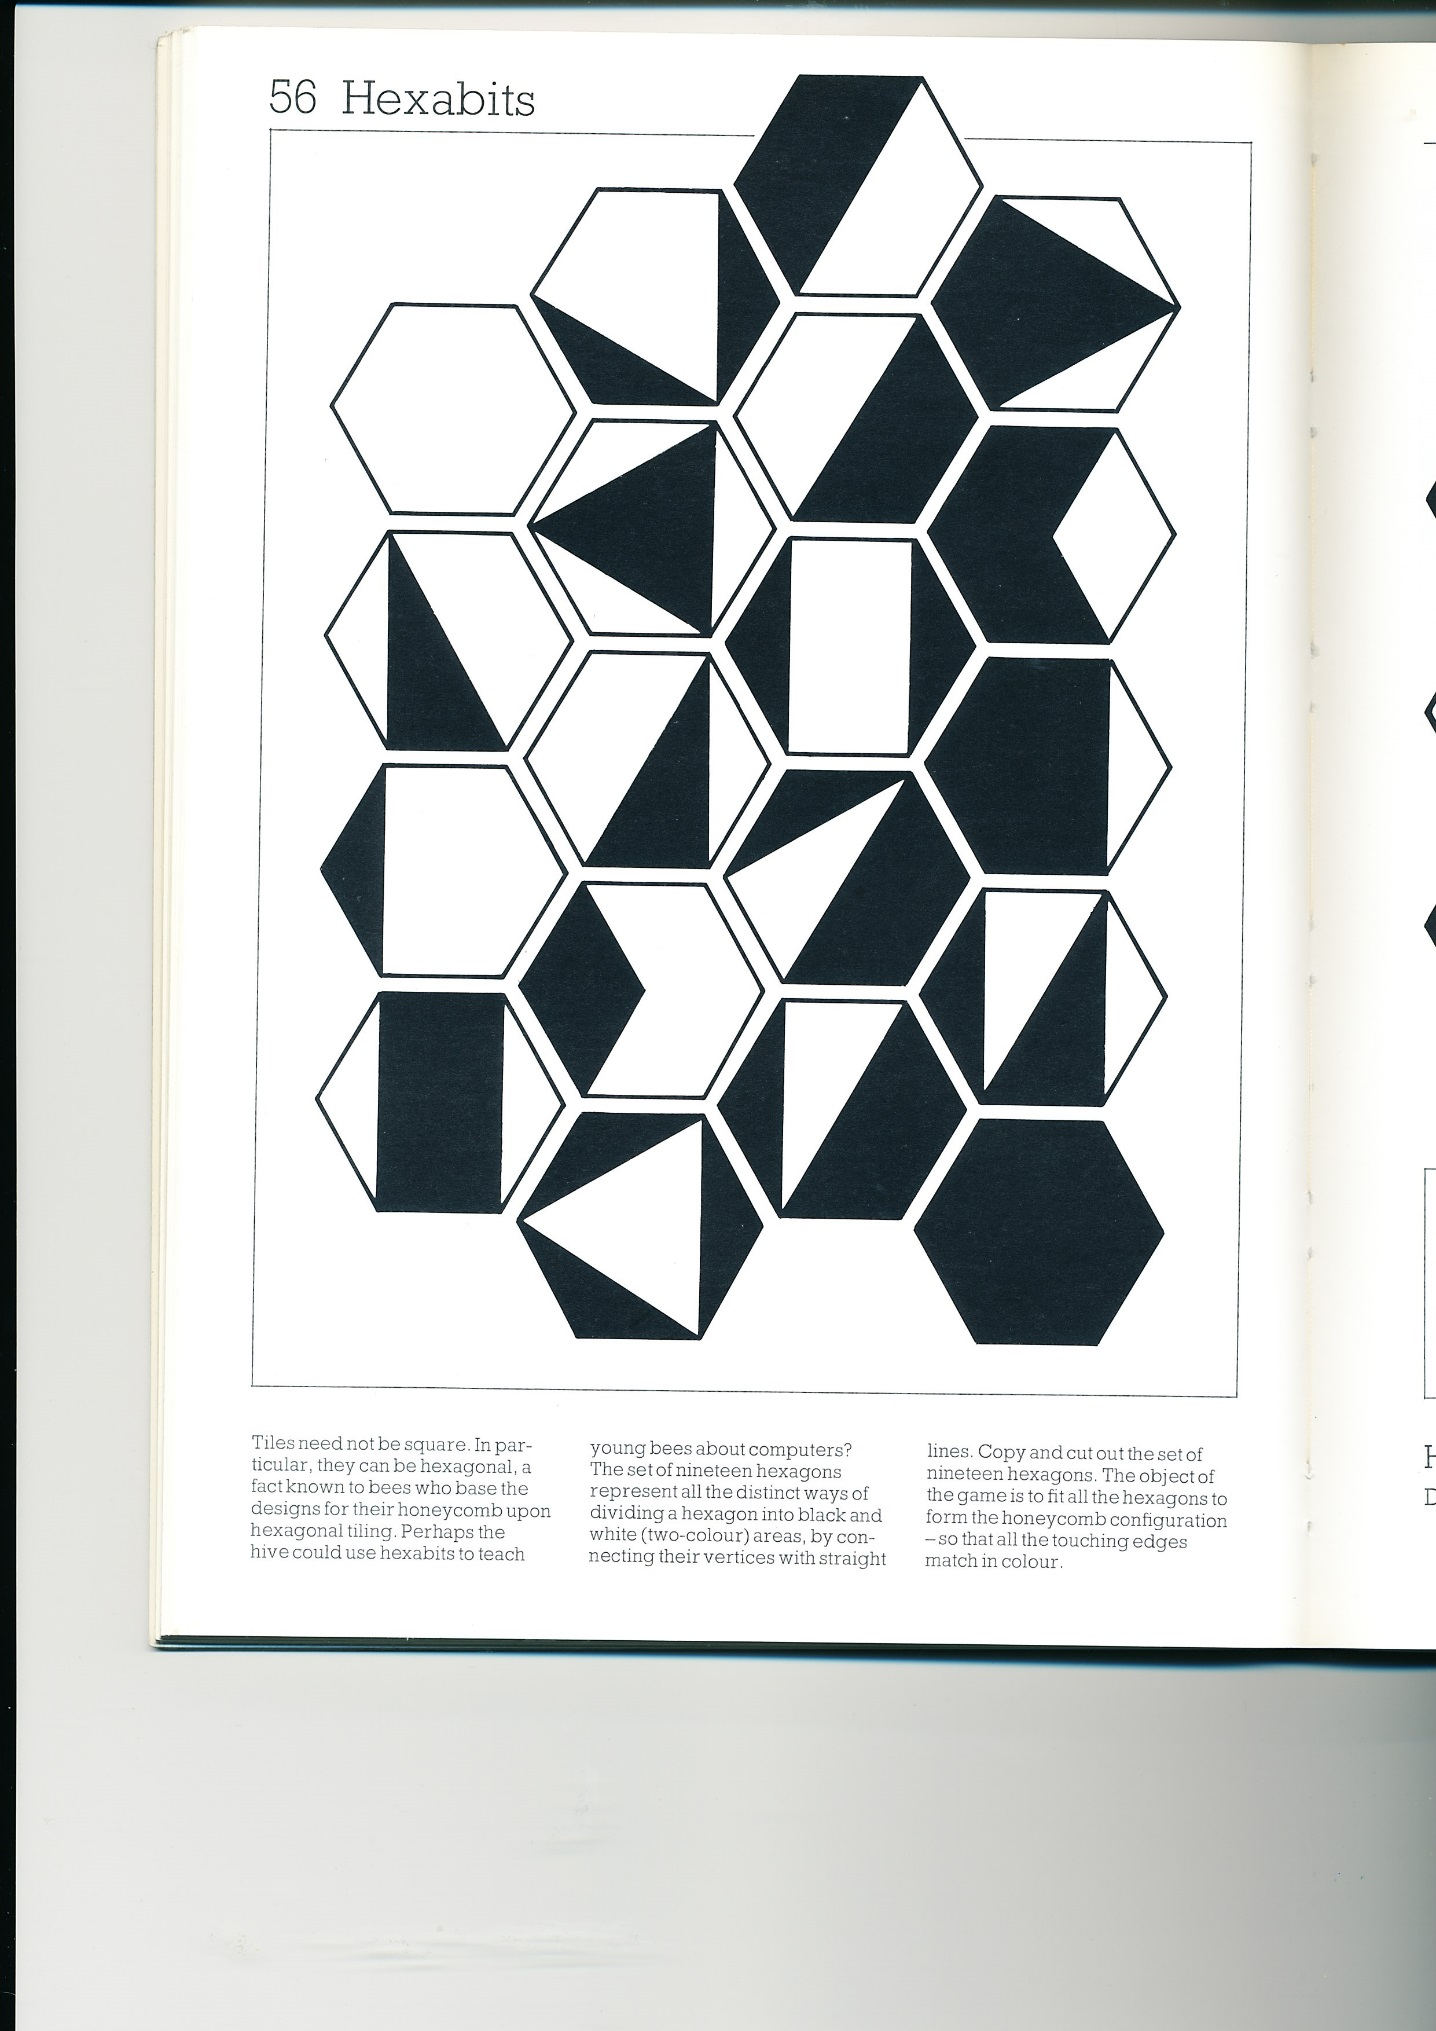 56 Hexabits
Tiles need not be square. In par-
ticular, they can be hexagonal, a
fact known to bees who base the
designs for their honeycomb upon
hexagonal tiling. Perhaps the
hive could use hexabits to teach
young bees about computers?
The set of nineteen hexagons
represent all the distinct ways of
dividing a hexagon into black and
white (two-colour) areas, by con-
necting their vertices with straight
lines. Copy and cut out the set of
nineteen hexagons. The object of
the game is to fit all the hexagons to
form the honeycomb configuration
–so that all the touching edges
match in colour.
H
D